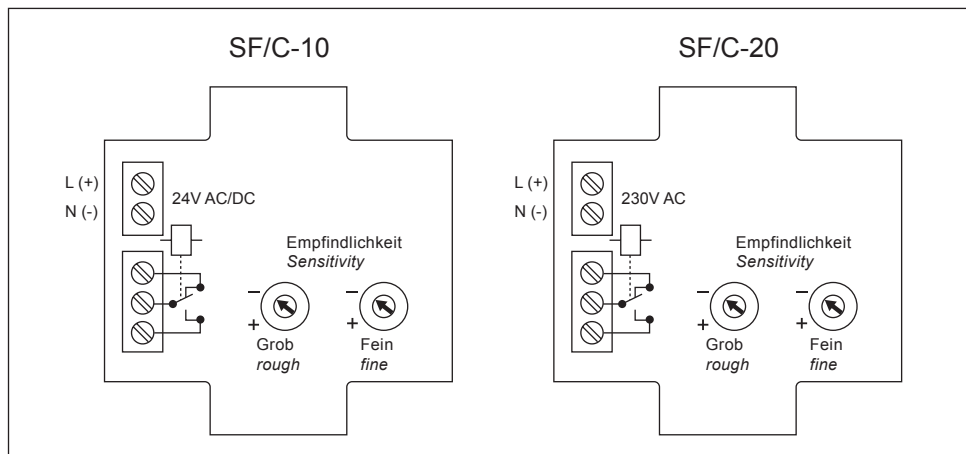 SF/C-10
L (+)
N (-)
24V AC/DC
Empfindlichkeit
Sensitivity
− −
+ +
Grob Fein
rough fine
SF/C-20
L (+)
N (-)
230V AC
Empfindlichkeit
Sensitivity
− −
+ +
Grob Fein
rough fine